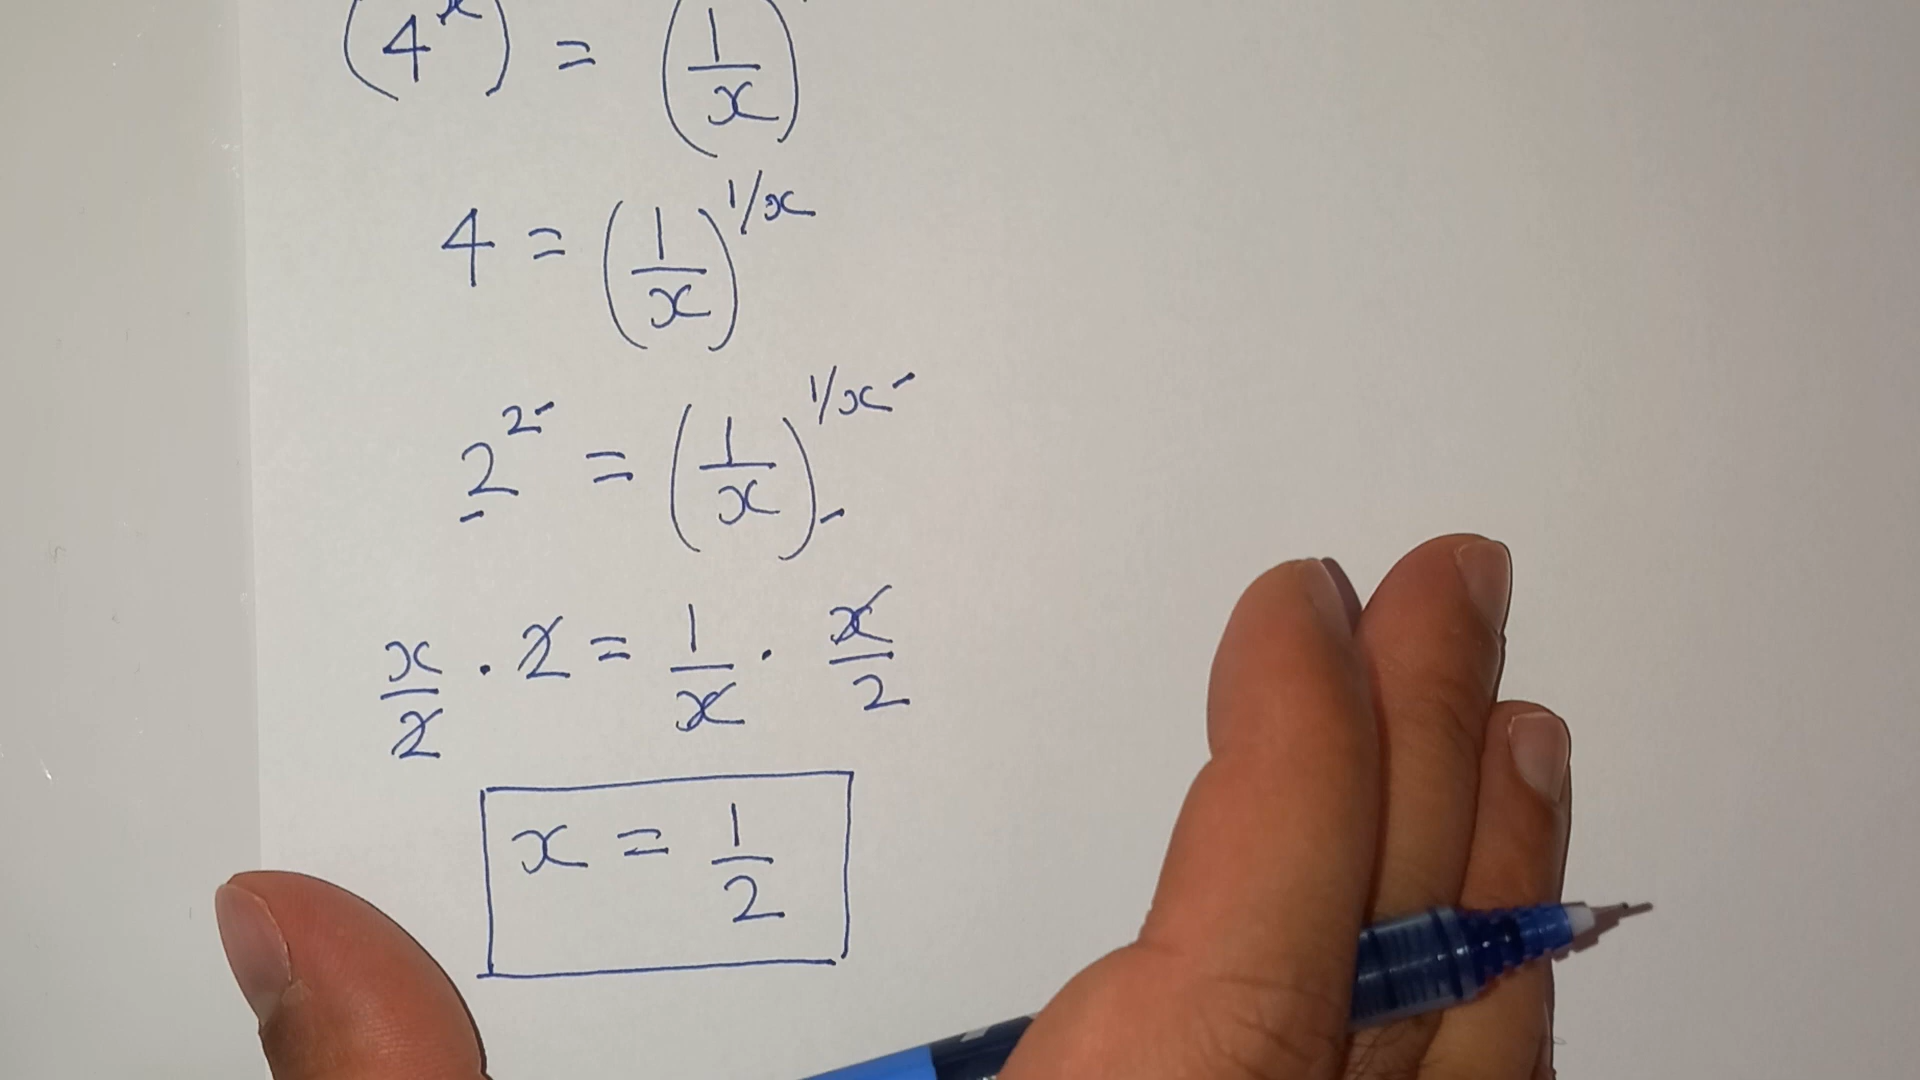 (4^x) = (1/x)
4 = (1/x)^1/x
2^2 = (1/x)^1/x
x/2 · 2 = 1/x · x/2
x = 1/2